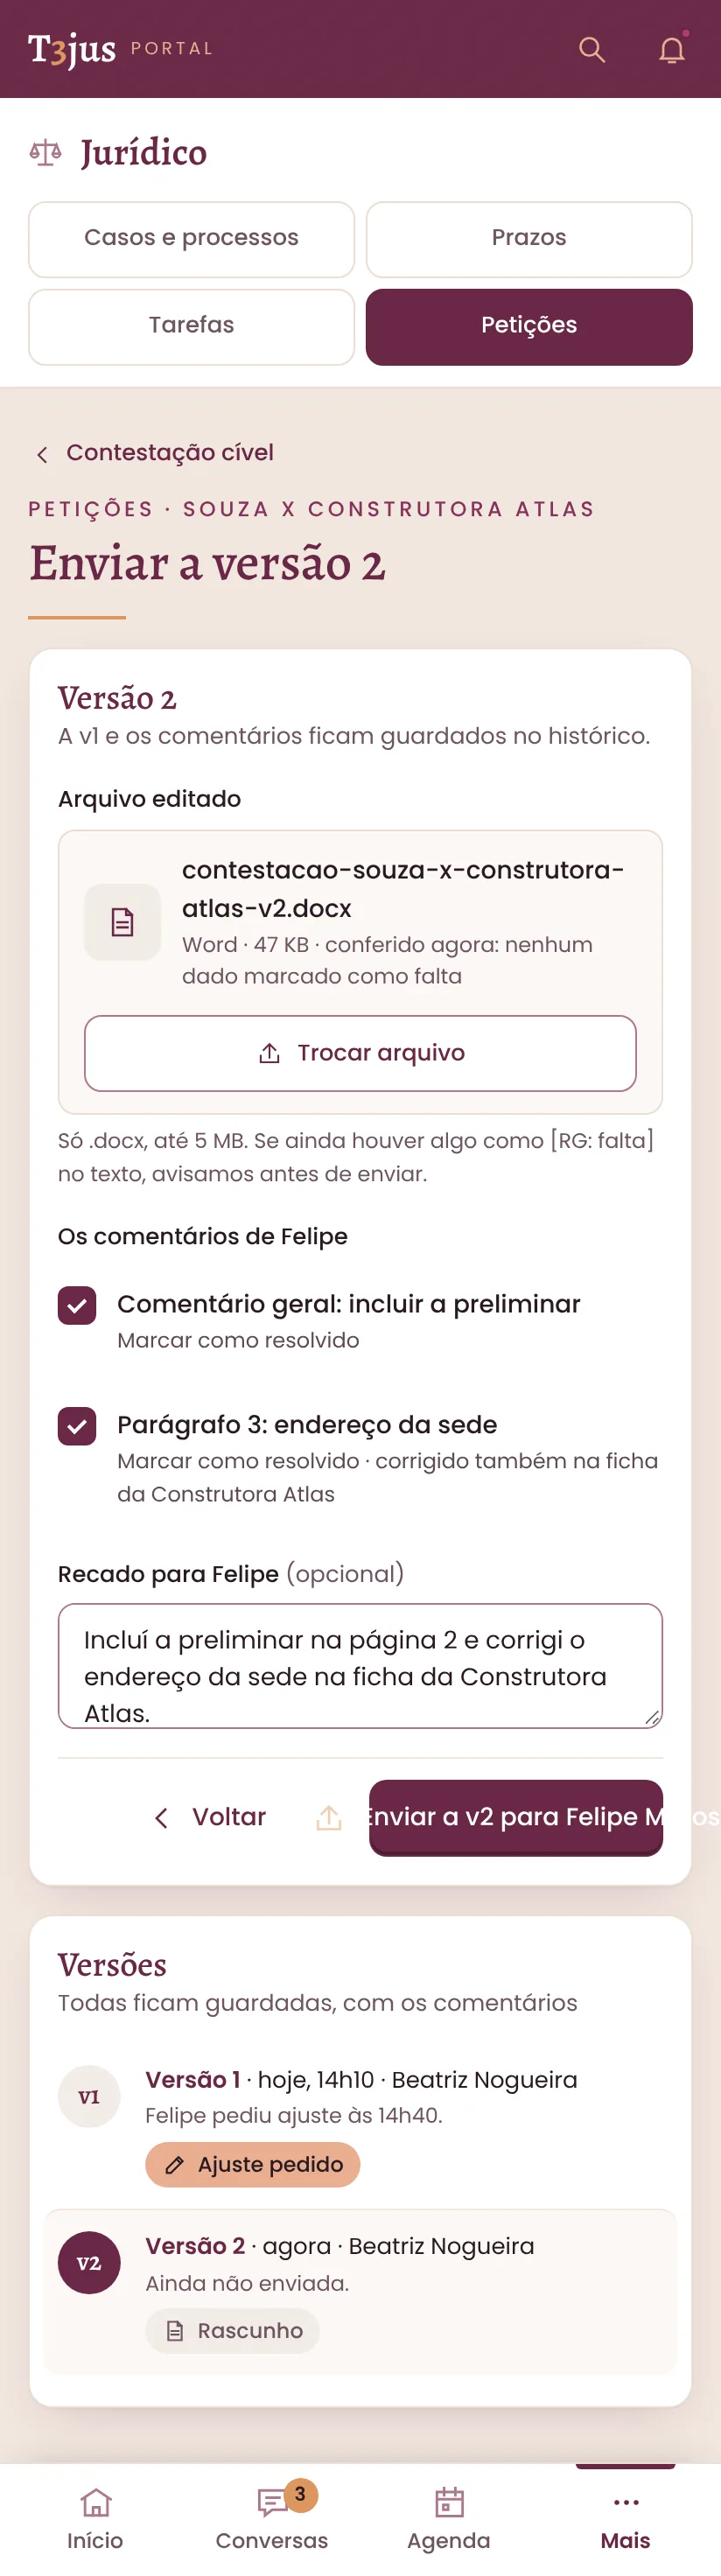 T3jus PORTAL
Jurídico
Casos e processos
Prazos
Tarefas
Petições
Contestação cível
PETIÇÕES · SOUZA X CONSTRUTORA ATLAS
Enviar a versão 2
Versão 2
A v1 e os comentários ficam guardados no histórico.
Arquivo editado
contestacao-souza-x-construtora-
atlas-v2.docx
Word · 47 KB · conferido agora: nenhum
dado marcado como falta
Trocar arquivo
Só .docx, até 5 MB. Se ainda houver algo como [RG: falta]
no texto, avisamos antes de enviar.
Os comentários de Felipe
Comentário geral: incluir a preliminar
Marcar como resolvido
Parágrafo 3: endereço da sede
Marcar como resolvido · corrigido também na ficha
da Construtora Atlas
Recado para Felipe (opcional)
Incluí a preliminar na página 2 e corrigi o
endereço da sede na ficha da Construtora
Atlas.
Voltar
Enviar a v2 para Felipe
Versões
Todas ficam guardadas, com os comentários
v1
Versão 1 · hoje, 14h10 · Beatriz Nogueira
Felipe pediu ajuste às 14h40.
Ajuste pedido
v2
Versão 2 · agora · Beatriz Nogueira
Ainda não enviada.
Rascunho
Início
3
Conversas
Agenda
Mais